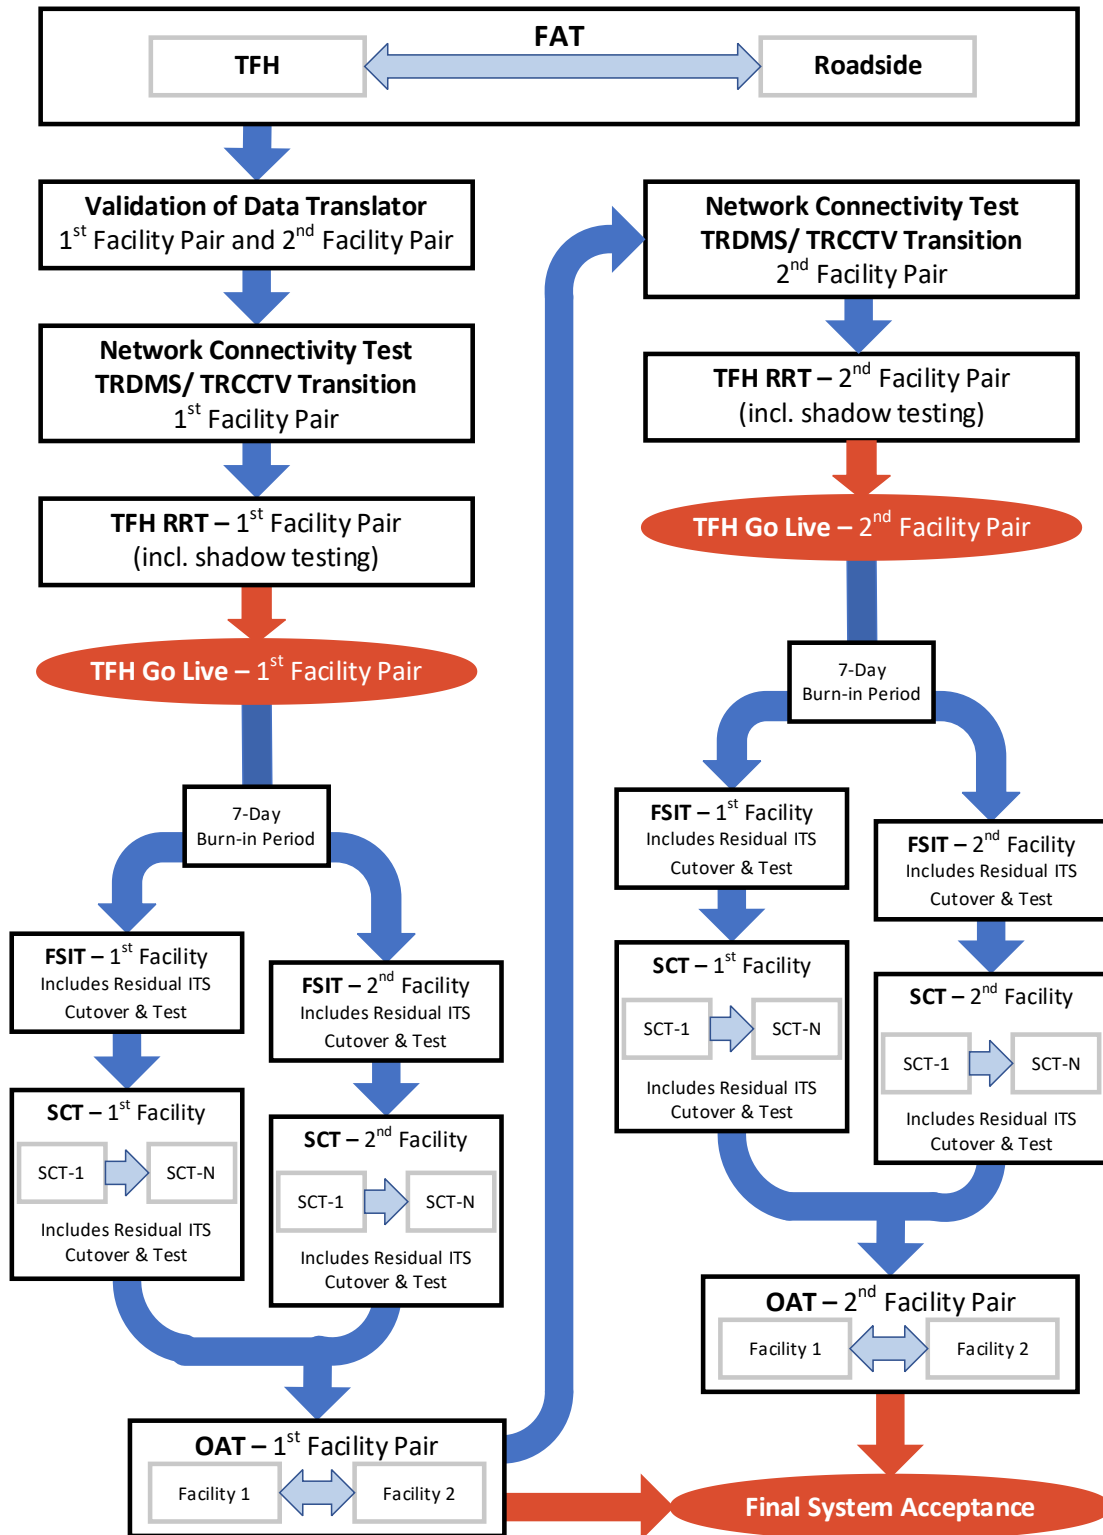 FAT
TFH
Roadside
Validation of Data Translator
1st Facility Pair and 2nd Facility Pair
Network Connectivity Test
TRDMS/ TRCCTV Transition
1st Facility Pair
TFH RRT – 1st Facility Pair
(incl. shadow testing)
TFH Go Live – 1st Facility Pair
7-Day
Burn-in Period
FSIT – 1st Facility
Includes Residual ITS
Cutover & Test
FSIT – 2nd Facility
Includes Residual ITS
Cutover & Test
SCT – 1st Facility
SCT-1
SCT-N
Includes Residual ITS
Cutover & Test
SCT – 2nd Facility
SCT-1
SCT-N
Includes Residual ITS
Cutover & Test
OAT – 1st Facility Pair
Facility 1
Facility 2
Network Connectivity Test
TRDMS/ TRCCTV Transition
2nd Facility Pair
TFH RRT – 2nd Facility Pair
(incl. shadow testing)
TFH Go Live – 2nd Facility Pair
7-Day
Burn-in Period
FSIT – 1st Facility
Includes Residual ITS
Cutover & Test
FSIT – 2nd Facility
Includes Residual ITS
Cutover & Test
SCT – 1st Facility
SCT-1
SCT-N
Includes Residual ITS
Cutover & Test
SCT – 2nd Facility
SCT-1
SCT-N
Includes Residual ITS
Cutover & Test
OAT – 2nd Facility Pair
Facility 1
Facility 2
Final System Acceptance